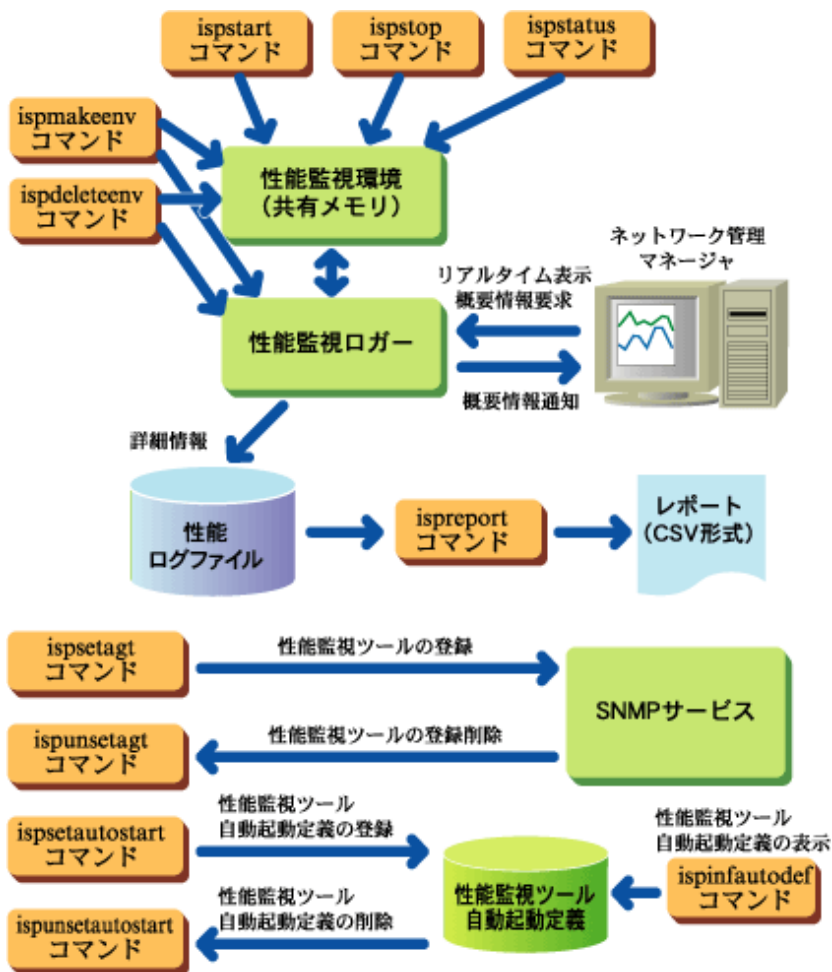 ispstart
コマンド
ispstop
コマンド
ispstatus
コマンド
ispmakeenv
コマンド
ispdeleteenv
コマンド
性能監視環境
（共有メモリ）
ネットワーク管理
マネージャ
リアルタイム表示
概要情報要求
性能監視ロガー
概要情報通知
詳細情報
性能
ログファイル
ispreport
コマンド
レポート
（CSV形式）
ispsetagt
コマンド
性能監視ツールの登録
SNMPサービス
ispunsetagt
コマンド
性能監視ツールの登録削除
ispsetautostart
コマンド
性能監視ツール
自動起動定義の登録
性能監視ツール
自動起動定義
性能監視ツール
自動起動定義の表示
ispinfautodef
コマンド
ispunsetautostart
コマンド
性能監視ツール
自動起動定義の削除